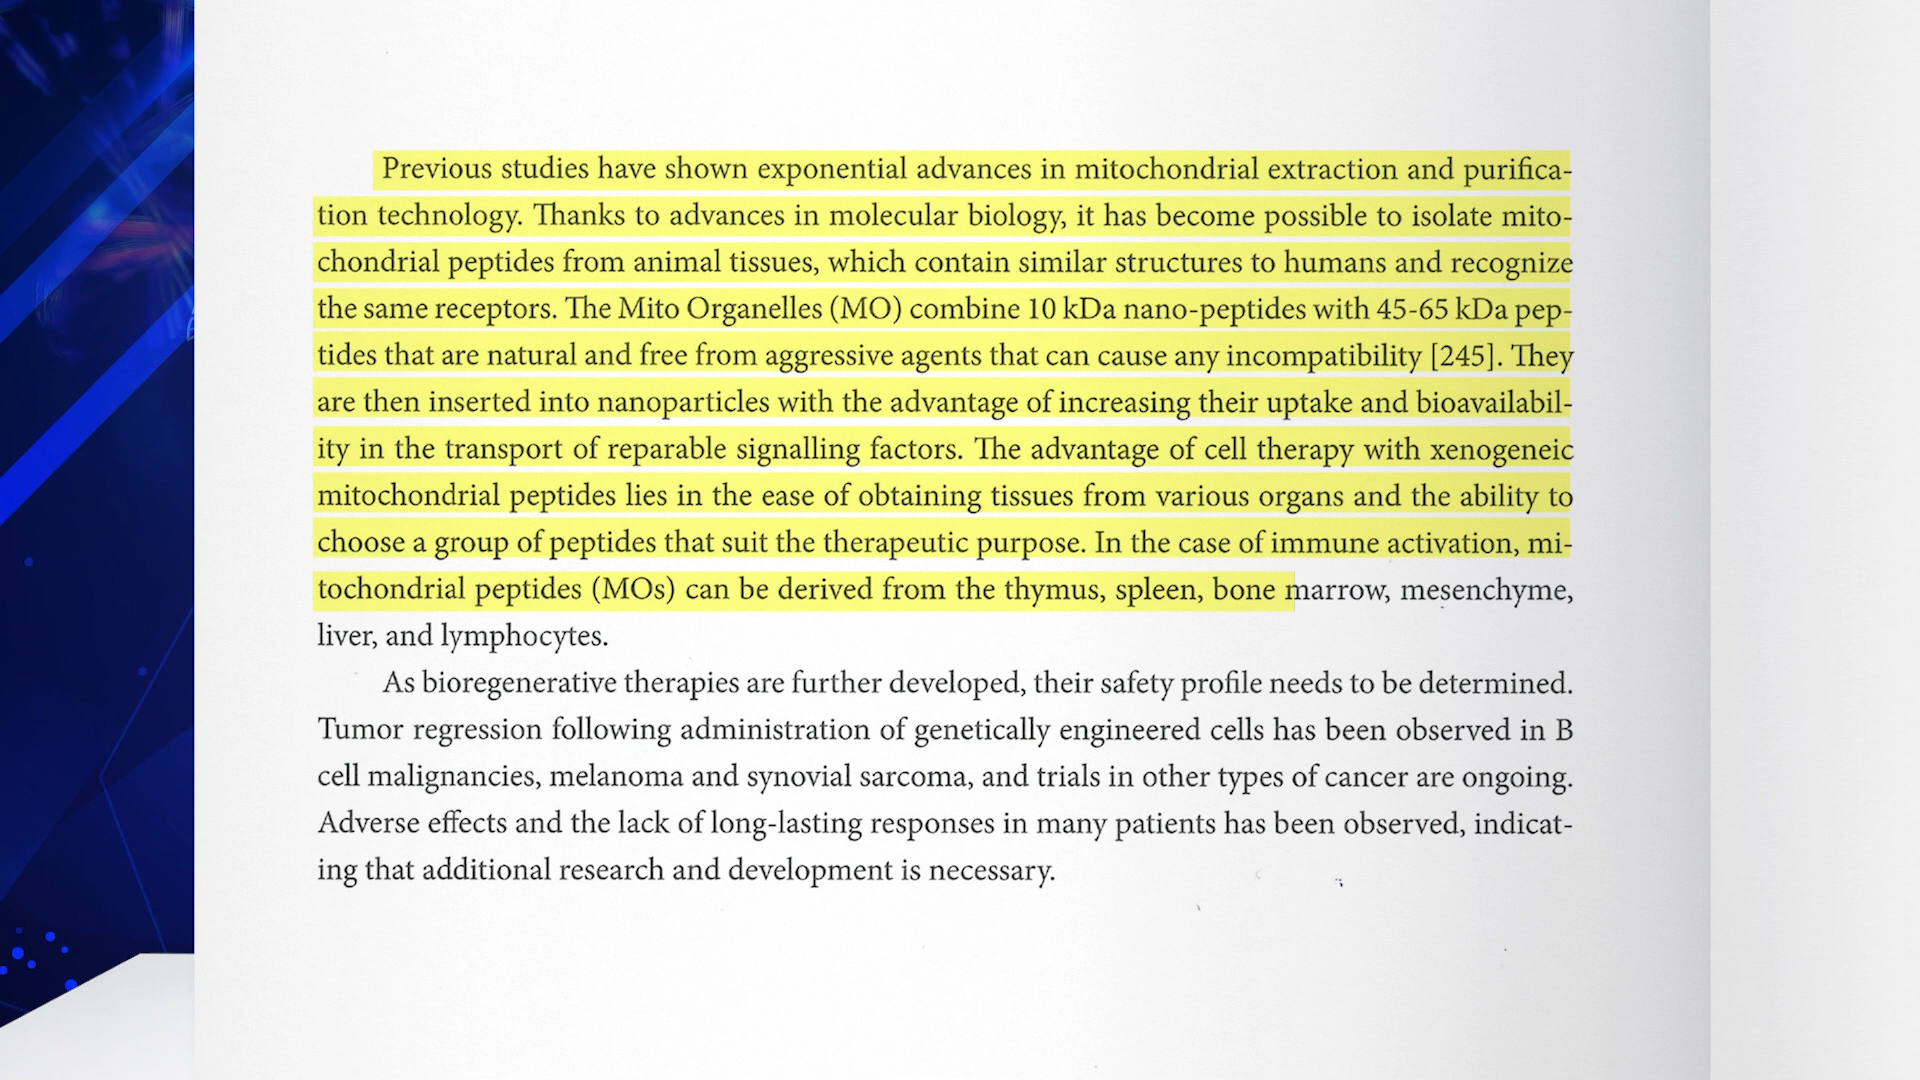 Previous studies have shown exponential advances in mitochondrial extraction and purifica-
tion technology. Thanks to advances in molecular biology, it has become possible to isolate mito-
chondrial peptides from animal tissues, which contain similar structures to humans and recognize
the same receptors. The Mito Organelles (MO) combine 10 kDa nano-peptides with 45-65 kDa pep-
tides that are natural and free from aggressive agents that can cause any incompatibility [245]. They
are then inserted into nanoparticles with the advantage of increasing their uptake and bioavailabil-
ity in the transport of reparable signalling factors. The advantage of cell therapy with xenogeneic
mitochondrial peptides lies in the ease of obtaining tissues from various organs and the ability to
choose a group of peptides that suit the therapeutic purpose. In the case of immune activation, mi-
tochondrial peptides (MOs) can be derived from the thymus, spleen, bone marrow, mesenchyme,
liver, and lymphocytes.
As bioregenerative therapies are further developed, their safety profile needs to be determined.
Tumor regression following administration of genetically engineered cells has been observed in B
cell malignancies, melanoma and synovial sarcoma, and trials in other types of cancer are ongoing.
Adverse effects and the lack of long-lasting responses in many patients has been observed, indicat-
ing that additional research and development is necessary.